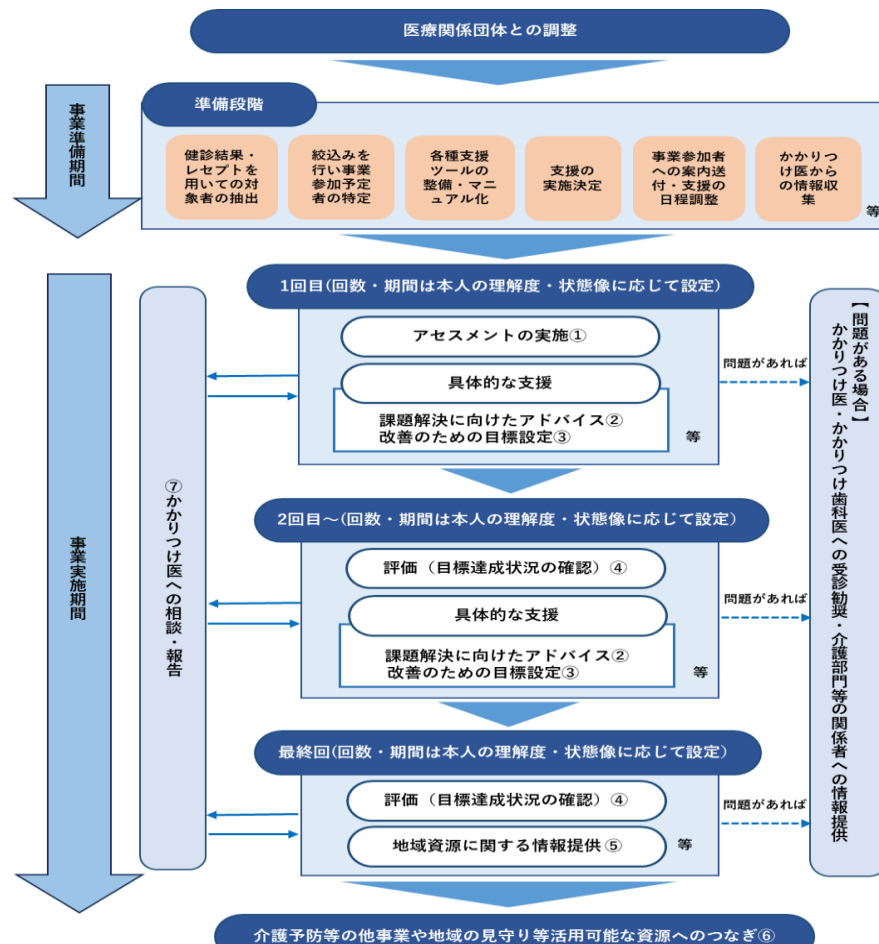 医療関係団体との調整
事業準備期間
準備段階
健診結果・
レセプトを
用いての対
象者の抽出
絞込みを
行い事業
参加予定
者の特定
各種支援
ツールの
整備・マニ
ュアル化
支援の
実施決定
事業参加者
への案内送
付・支援の
日程調整
かかりつ
け医から
の情報収
集
等
事業実施期間
⑦かかりつけ医への相談・報告
1回目(回数・期間は本人の理解度・状態像に応じて設定)
アセスメントの実施①
具体的な支援
課題解決に向けたアドバイス②
改善のための目標設定③
等
問題があれば
2回目～(回数・期間は本人の理解度・状態像に応じて設定)
評価（目標達成状況の確認）④
具体的な支援
課題解決に向けたアドバイス②
改善のための目標設定③
等
問題があれば
最終回(回数・期間は本人の理解度・状態像に応じて設定)
評価（目標達成状況の確認）④
地域資源に関する情報提供⑤
等
問題があれば
【問題がある場合】
かかりつけ医・かかりつけ歯科医への受診勧奨・介護部門等の関係者への情報提供
介護予防等の他事業や地域の見守り等活用可能な資源へのつなぎ⑥